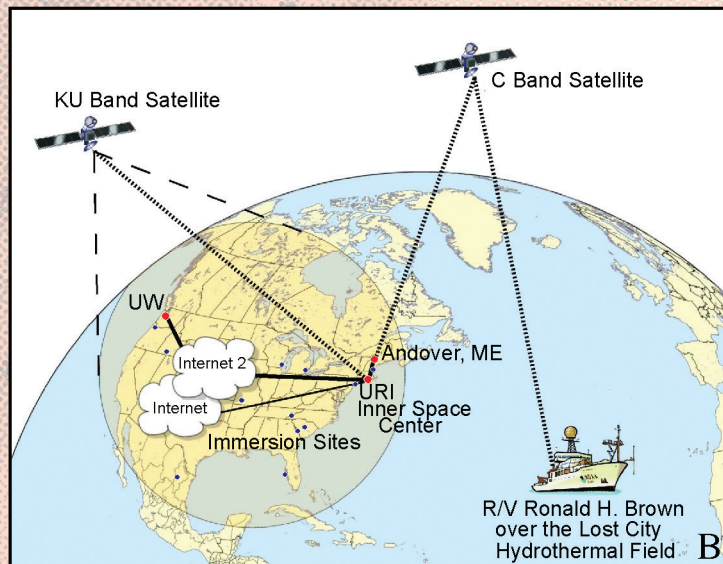 C Band Satellite
KU Band Satellite
UW
Internet 2
Andover, ME
Internet
URI
Inner Space
Center
Immersion Sites
R/V Ronald H. Brown
over the Lost City
Hydrothermal Field
B